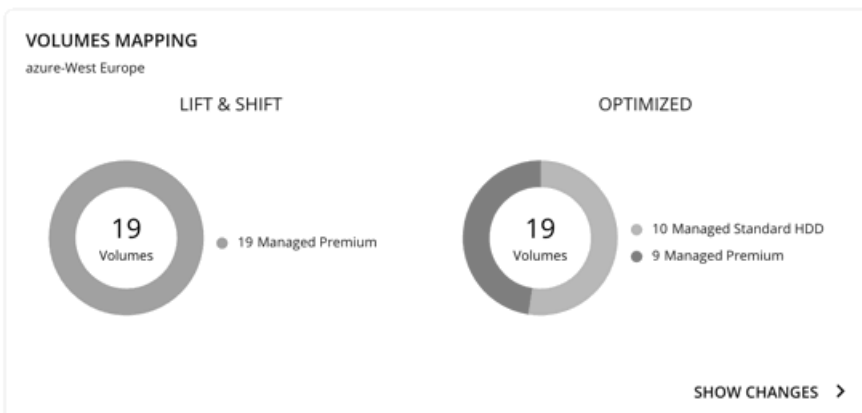 VOLUMES MAPPING
azure-West Europe
LIFT & SHIFT
19
Volumes
19 Managed Premium
OPTIMIZED
19
Volumes
10 Managed Standard HDD
9 Managed Premium
SHOW CHANGES